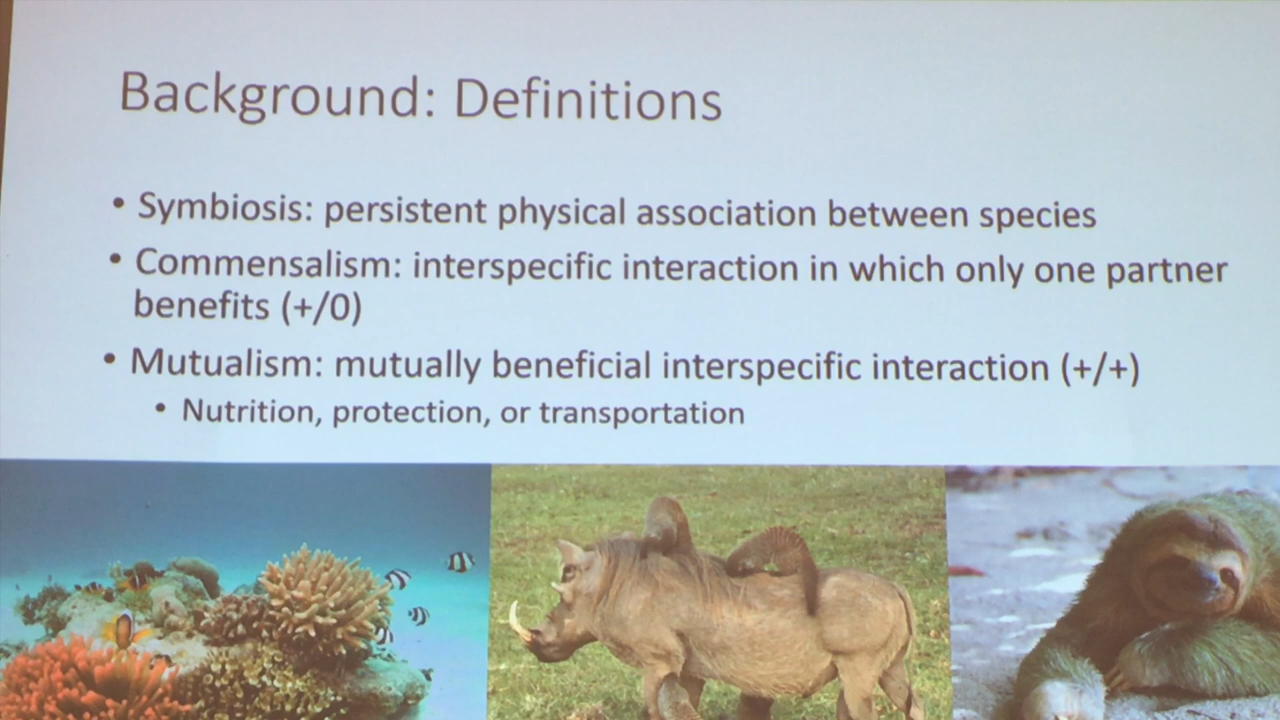 Background: Definitions
• Symbiosis: persistent physical association between species
• Commensalism: interspecific interaction in which only one partner
benefits (+/0)
• Mutualism: mutually beneficial interspecific interaction (+/+)
• Nutrition, protection, or transportation